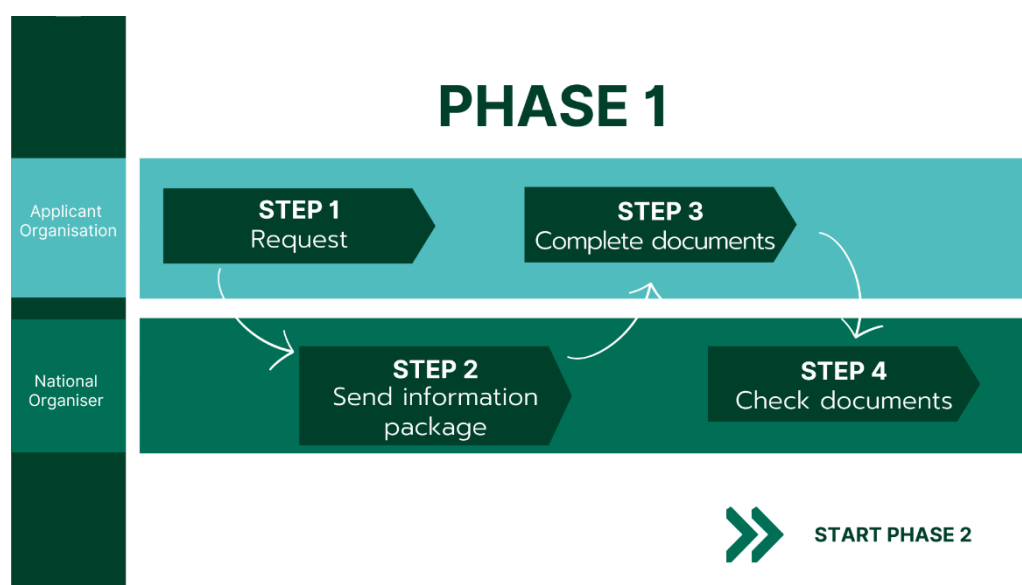 PHASE 1
Applicant
Organisation
STEP 1
Request
STEP 3
Complete documents
National
Organiser
STEP 2
Send information
package
STEP 4
Check documents
START PHASE 2